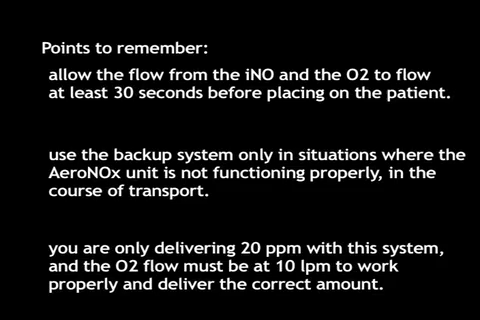 Points to remember:
allow the flow from the iNO and the O2 to flow
at least 30 seconds before placing on the patient.
use the backup system only in situations where the
AeroNOx unit is not functioning properly, in the
course of transport.
you are only delivering 20 ppm with this system,
and the O2 flow must be at 10 lpm to work
properly and deliver the correct amount.